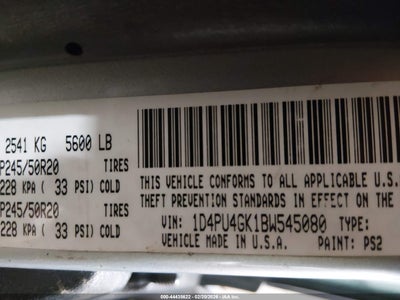 2541 KG 5600 LB
P245/50R20 TIRES
228 KPA ( 33 PSI) COLD
P245/50R20 TIRES
228 KPA ( 33 PSI) COLD
THIS VEHICLE CONFORMS TO ALL APPLICABLE U.S.
THEFT PREVENTION STANDARDS IN EFFECT ON THE
VIN: 1D4PU4GK1BW545080 TYPE:
VEHICLE MADE IN U.S.A. PAINT: PS2